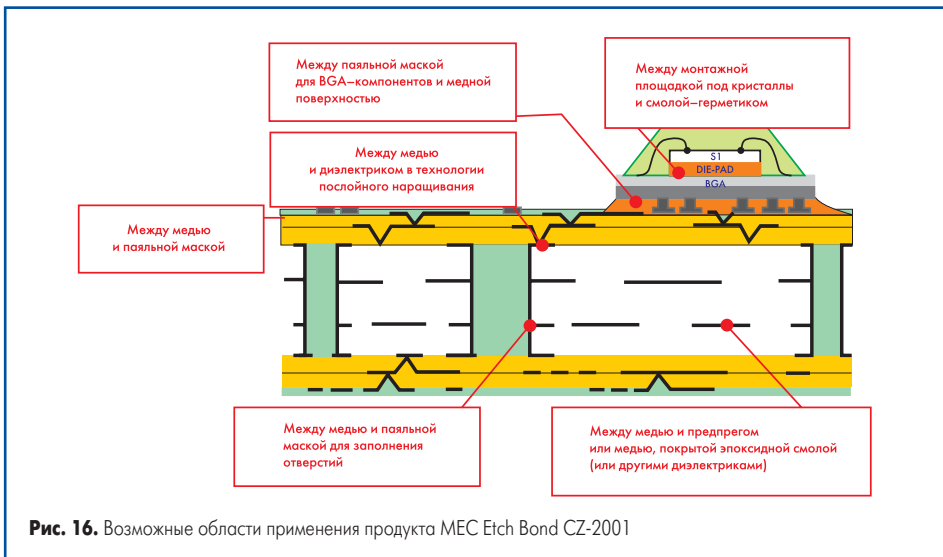 Между паяльной маской
для BGA–компонентов и медной
поверхностью
Между монтажной
площадкой под кристаллы
и смолой–герметиком
Между медью
и диэлектриком в технологии
послойного наращивания
S1
DIE-PAD
BGA
Между медью
и паяльной маской
Между медью и паяльной
маской для заполнения
отверстий
Между медью и предпрегом
или медью, покрытой эпоксидной смолой
(или другими диэлектриками)
Рис. 16. Возможные области применения продукта MEC Etch Bond CZ-2001